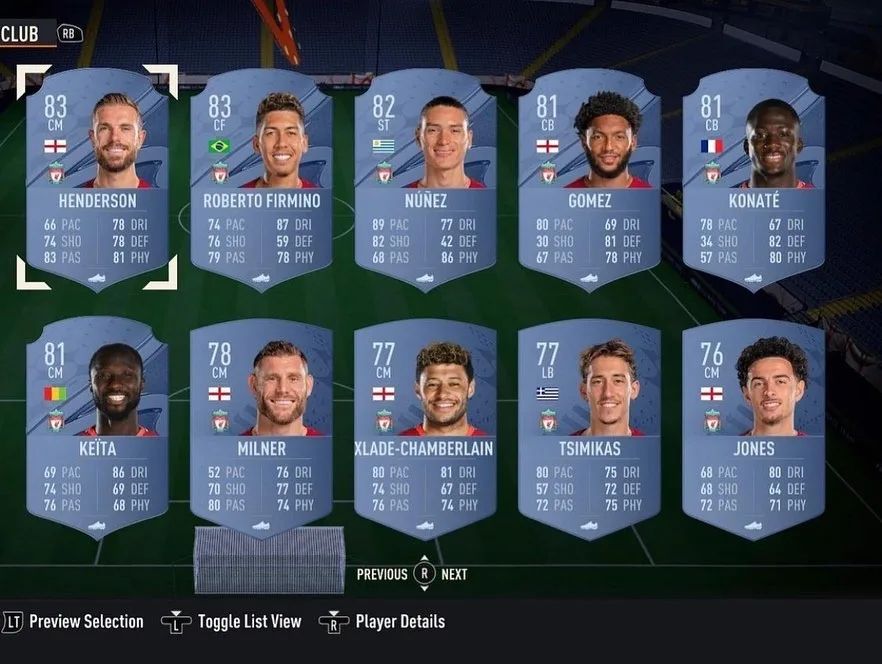 CLUB RB
83 CM
HENDERSON
66 PAC 78 DRI
74 SHO 78 DEF
83 PAS 81 PHY
83 CF
ROBERTO FIRMINO
74 PAC 87 DRI
76 SHO 59 DEF
79 PAS 78 PHY
82 ST
NÚÑEZ
89 PAC 77 DRI
82 SHO 42 DEF
68 PAS 86 PHY
81 CB
GOMEZ
80 PAC 69 DRI
30 SHO 81 DEF
67 PAS 78 PHY
81 CB
KONATÉ
78 PAC 67 DRI
34 SHO 82 DEF
57 PAS 80 PHY
81 CM
KEÏTA
69 PAC 86 DRI
74 SHO 69 DEF
76 PAS 68 PHY
78 CM
MILNER
52 PAC 76 DRI
70 SHO 77 DEF
80 PAS 74 PHY
77 CM
XLADE-CHAMBERLAIN
80 PAC 81 DRI
74 SHO 67 DEF
76 PAS 74 PHY
77 LB
TSIMIKAS
80 PAC 75 DRI
57 SHO 72 DEF
72 PAS 75 PHY
76 CM
JONES
68 PAC 80 DRI
68 SHO 64 DEF
72 PAS 71 PHY
PREVIOUS R NEXT
LT Preview Selection L Toggle List View R Player Details